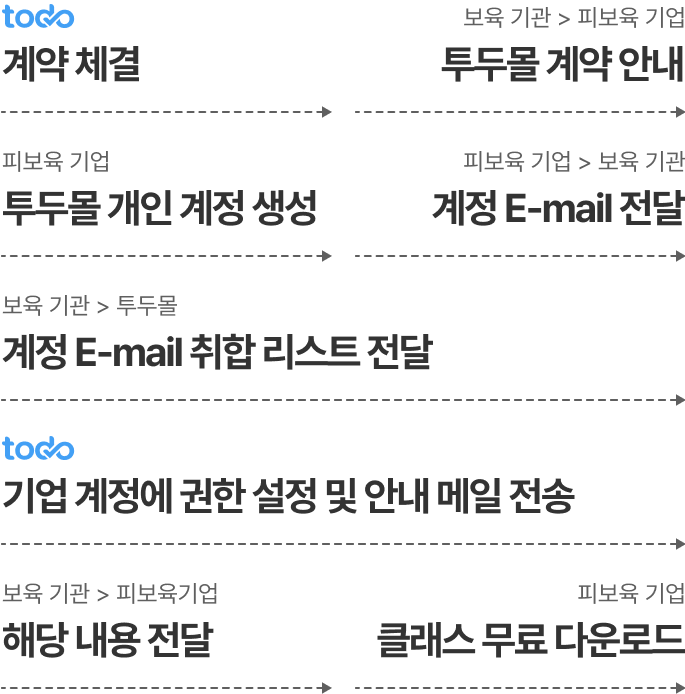 todo
보육 기관 > 피보육 기업
계약 체결
투두몰 계약 안내
피보육 기업
피보육 기업 > 보육 기관
투두몰 개인 계정 생성
계정 E-mail 전달
보육 기관 > 투두몰
계정 E-mail 취합 리스트 전달
todo
기업 계정에 권한 설정 및 안내 메일 전송
보육 기관 > 피보육기업
피보육 기업
해당 내용 전달
클래스 무료 다운로드